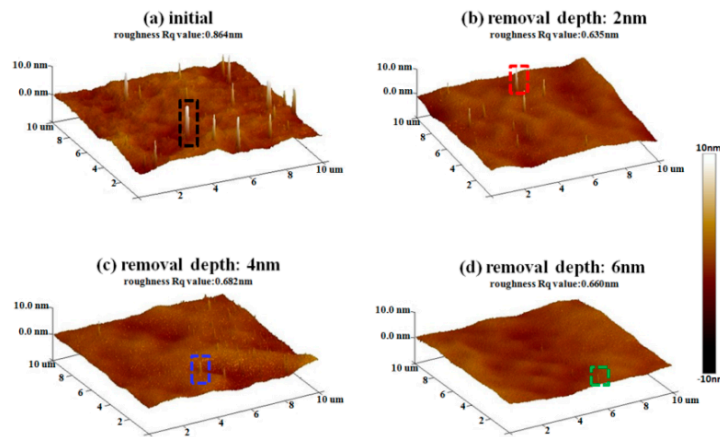 (a) initial
roughness Rq value:0.864nm
10.0 nm
0.0 nm
10 um
8
6
4
2
2
4
6
8
10 um
(b) removal depth: 2nm
roughness Rq value:0.635nm
10.0 nm
0.0 nm
10 um
8
6
4
2
2
4
6
8
10 um
10nm
-10nm
(c) removal depth: 4nm
roughness Rq value:0.682nm
10.0 nm
0.0 nm
10 um
8
6
4
2
2
4
6
8
10 um
(d) removal depth: 6nm
roughness Rq value:0.660nm
10.0 nm
0.0 nm
10 um
8
6
4
2
2
4
6
8
10 um